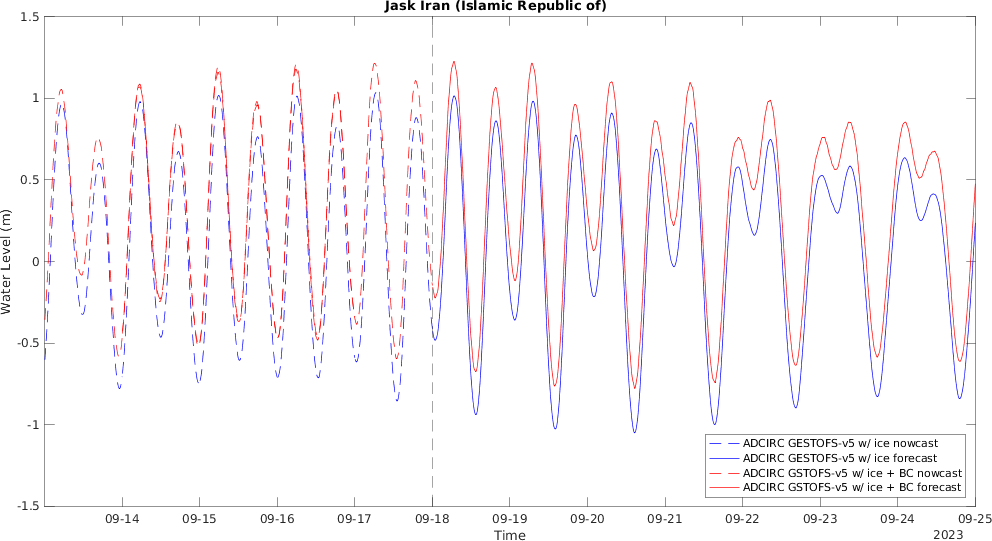 Jask Iran (Islamic Republic of)
1.5
1
0.5
0
-0.5
-1
-1.5
Water Level (m)
ADCIRC GESTOFS-v5 w/ ice nowcast
ADCIRC GESTOFS-v5 w/ ice forecast
ADCIRC GSTOFS-v5 w/ ice + BC nowcast
ADCIRC GSTOFS-v5 w/ ice + BC forecast
09-14 09-15 09-16 09-17 09-18 09-19 09-20 09-21 09-22 09-23 09-24 09-25
Time
2023